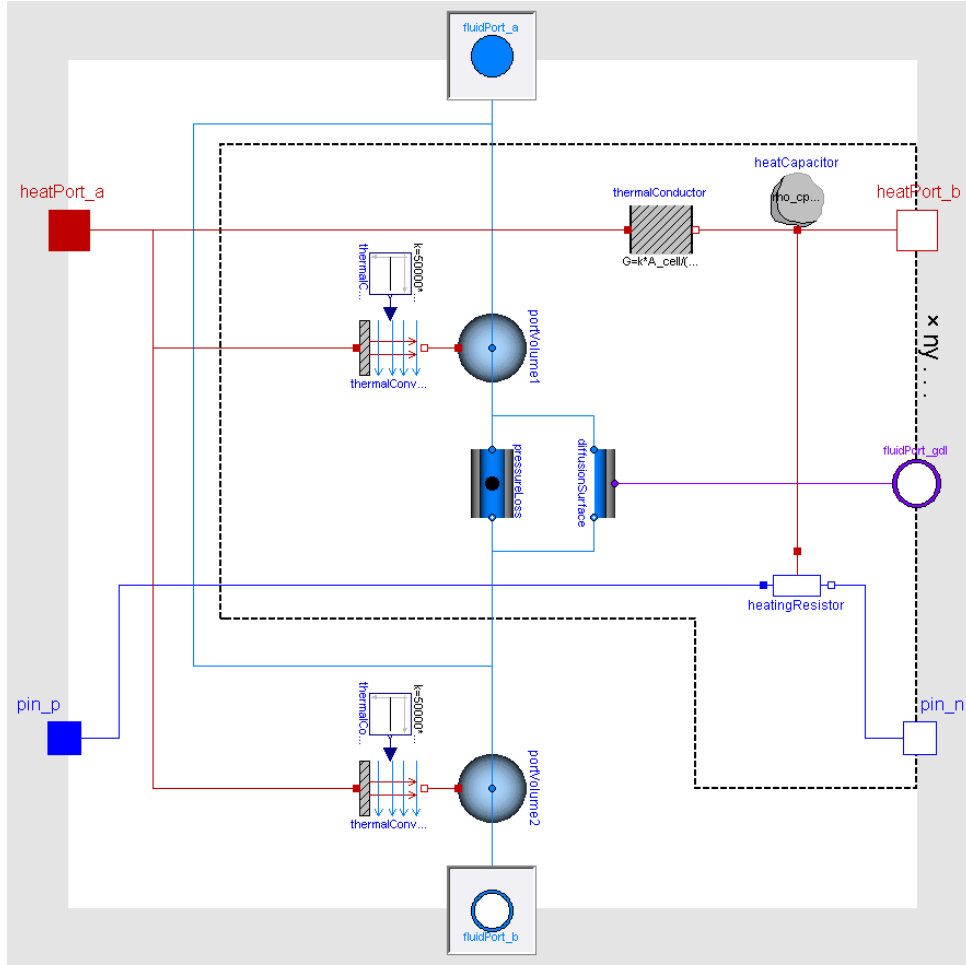 fluidPort_a
heatCapacitor
heatPort_a
thermalConductor
heatPort_b
rho_cp...
G=k*A_cell/(...
k=50000*...
thermalC...
portVolume1
× ny ....
thermalConv...
pressureLoss
diffusionSurface
fluidPort_gdl
heatingResistor
pin_p
pin_n
k=50000*...
thermalCo...
portVolume2
thermalConv...
fluidPort_b